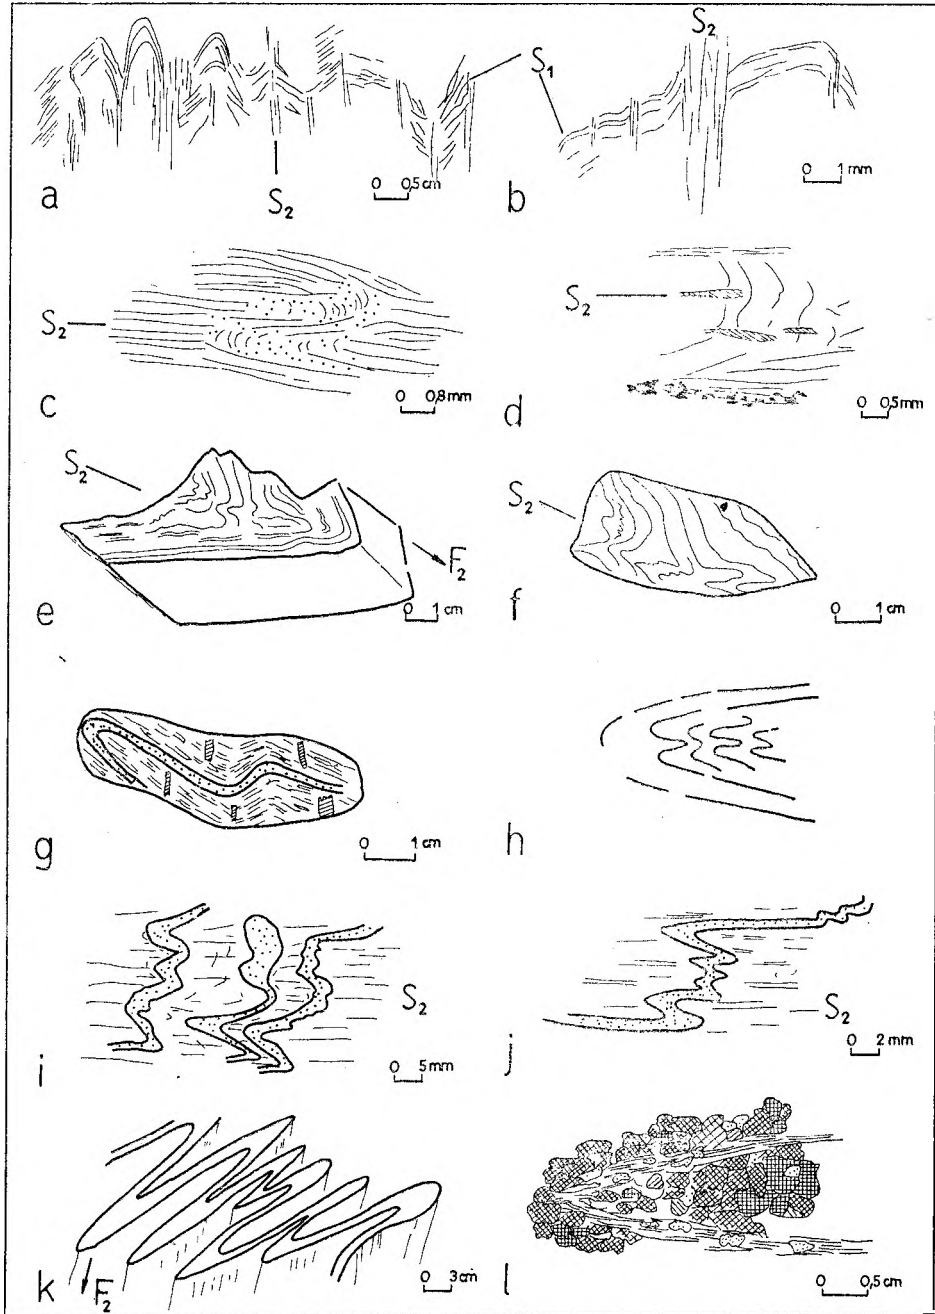 S₂
S₁
a
0 0,5 cm
S₂
b
0 1 mm
S₂
c
0 0,8 mm
S₂
d
0 0,5 mm
S₂
F₂
e
0 1 cm
S₂
f
0 1 cm
g
0 1 cm
h
S₂
i
0 5 mm
S₂
j
0 2 mm
k
F₂
0 3 cm
l
0 0,5 cm